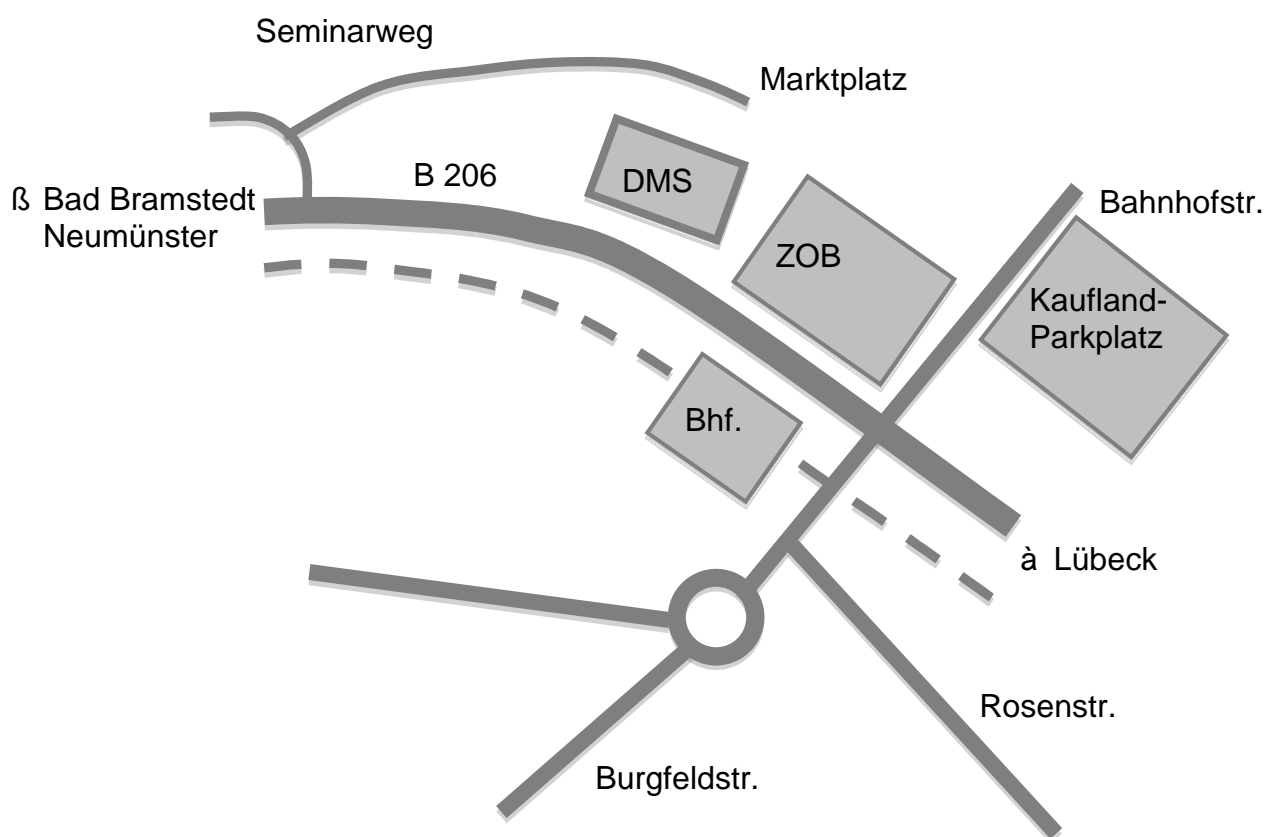 Seminarweg
Marktplatz
B 206
DMS
ß Bad Bramstedt
Neumünster
Bahnhofstr.
ZOB
Kaufland-
Parkplatz
Bhf.
à Lübeck
Rosenstr.
Burgfeldstr.